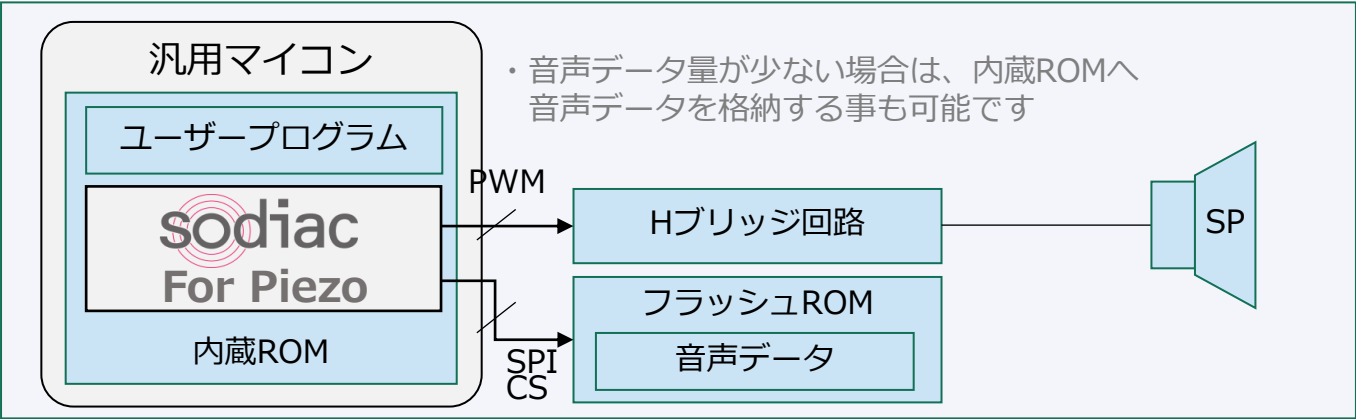 汎用マイコン
・音声データ量が少ない場合は、内蔵ROMへ
音声データを格納する事も可能です
ユーザープログラム
PWM
sodiac
For Piezo
Hブリッジ回路
SP
フラッシュROM
音声データ
内蔵ROM
SPI
CS